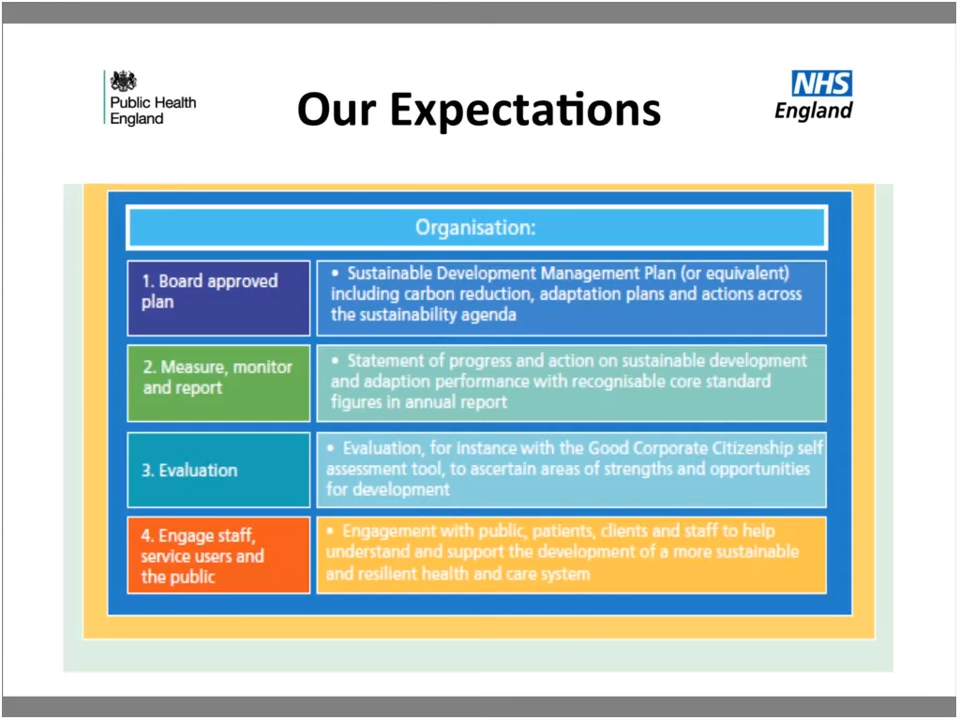 Public Health
England
Our Expectations
NHS
England
Organisation:
1. Board approved
plan
• Sustainable Development Management Plan (or equivalent)
including carbon reduction, adaptation plans and actions across
the sustainability agenda
2. Measure, monitor
and report
• Statement of progress and action on sustainable development
and adaption performance with recognisable core standard
figures in annual report
3. Evaluation
• Evaluation, for instance with the Good Corporate Citizenship self
assessment tool, to ascertain areas of strengths and opportunities
for development
4. Engage staff,
service users and
the public
• Engagement with public, patients, clients and staff to help
understand and support the development of a more sustainable
and resilient health and care system